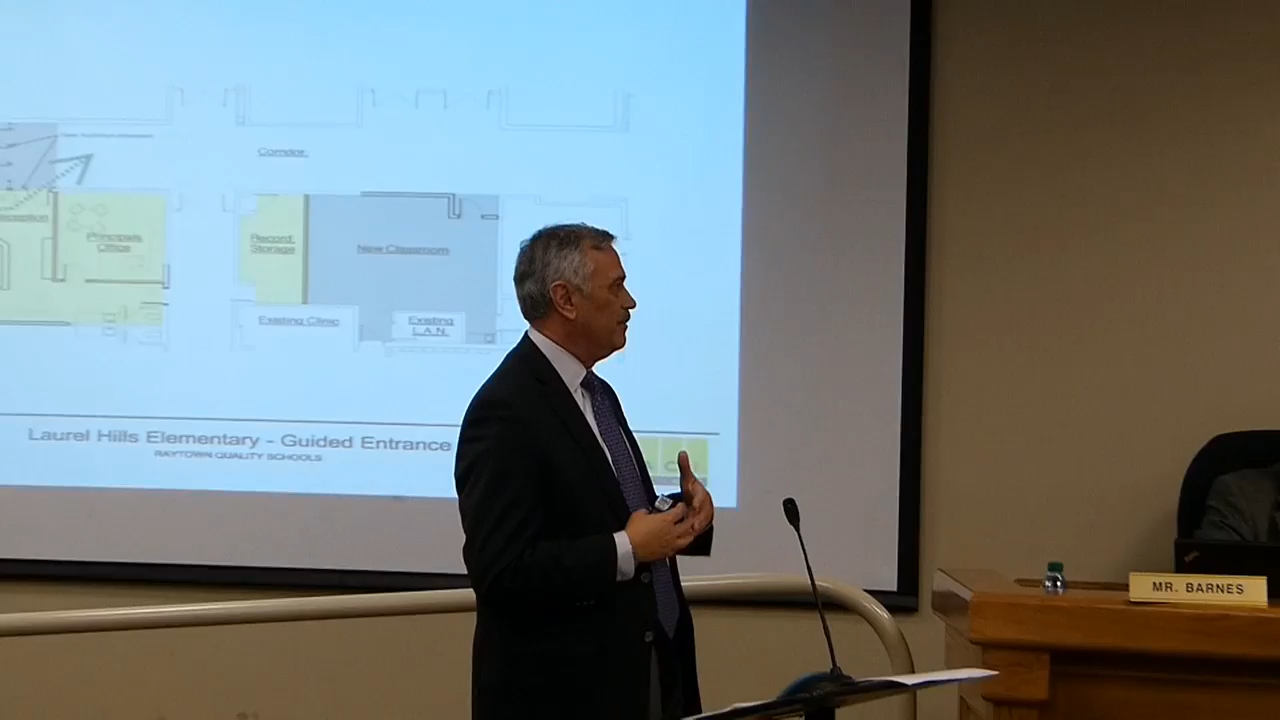 Corridor
Principals
Office
Record
Storage
New Classroom
Existing Clinic
Existing
L.A.N.
Laurel Hills Elementary - Guided Entrance
RAYTOWN QUALITY SCHOOLS
MR. BARNES